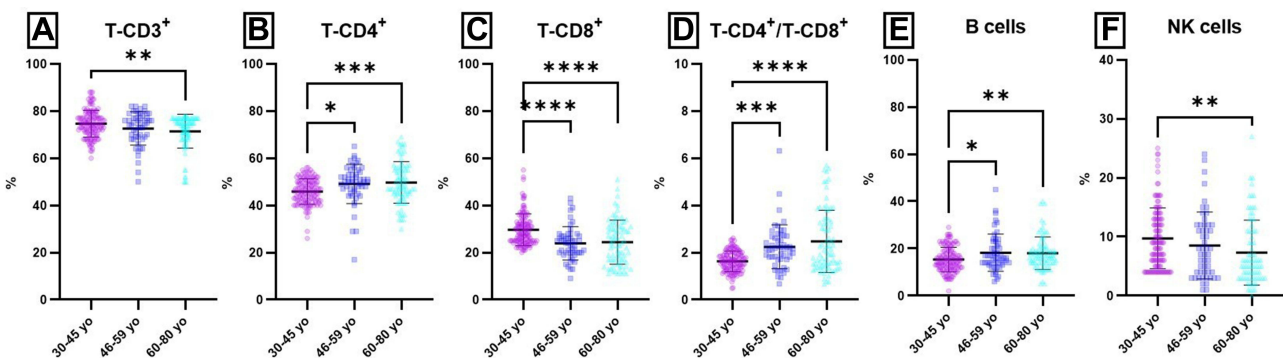 A T-CD3+
**
%
100
80
60
40
20
0
30-45 yo
46-59 yo
60-80 yo
B T-CD4+
***
*
%
100
80
60
40
20
0
30-45 yo
46-59 yo
60-80 yo
C T-CD8+
****
****
%
100
80
60
40
20
0
30-45 yo
46-59 yo
60-80 yo
D T-CD4+/T-CD8+
****
***
%
10
8
6
4
2
0
30-45 yo
46-59 yo
60-80 yo
E B cells
**
*
%
100
80
60
40
20
0
30-45 yo
46-59 yo
60-80 yo
F NK cells
**
%
40
30
20
10
0
30-45 yo
46-59 yo
60-80 yo